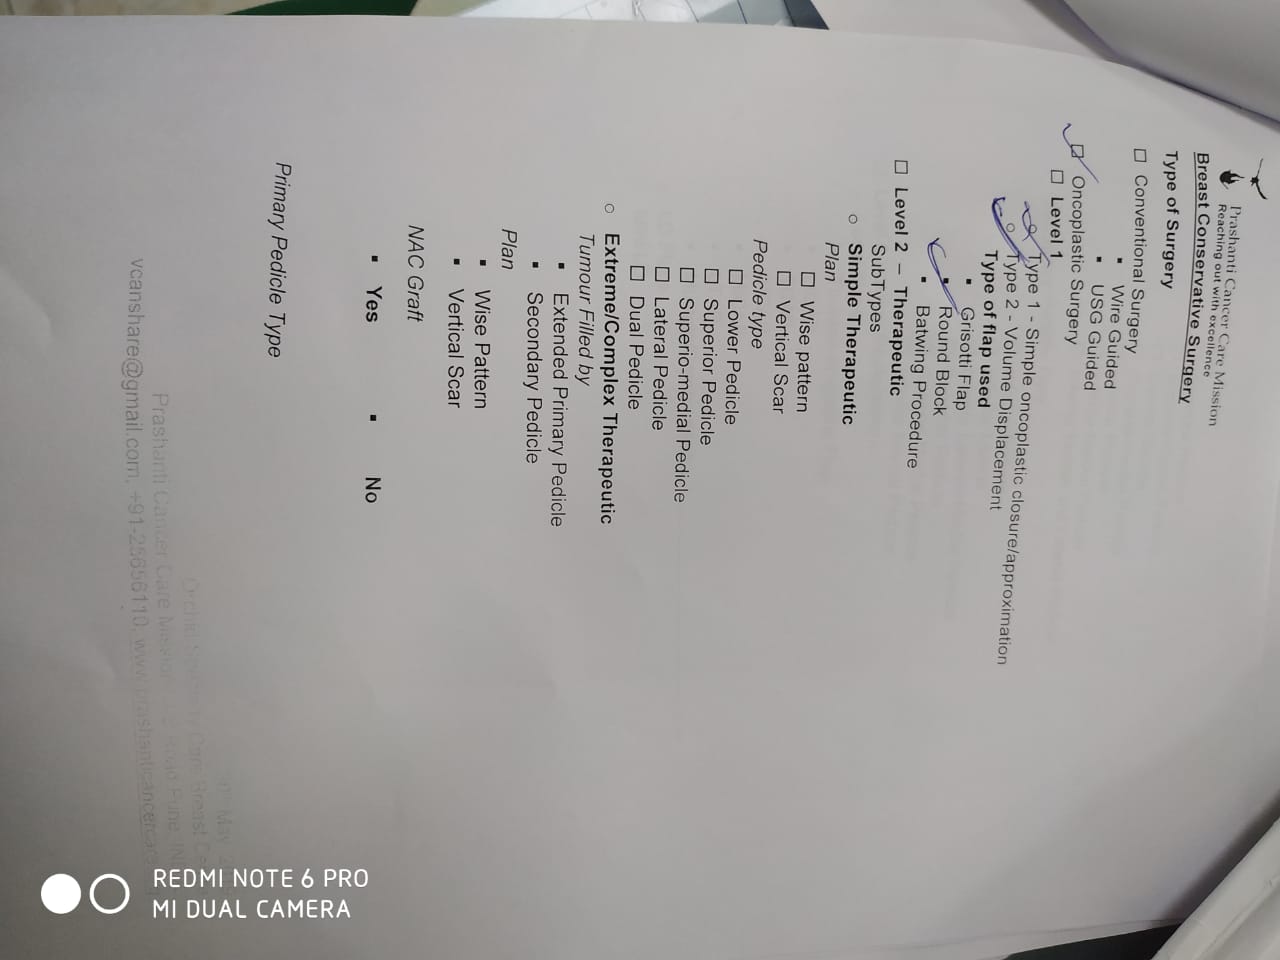 Prashanti Cancer Care Mission
Reaching out with excellence
Breast Conservative Surgery
Type of Surgery
☐ Conventional Surgery
▪ Wire Guided
▪ USG Guided
☐ Oncoplastic Surgery
☐ Level 1
○ Type 1 - Simple oncoplastic closure/approximation
○ Type 2 - Volume Displacement
Type of flap used
▪ Grisotti Flap
▪ Round Block
▪ Batwing Procedure
☐ Level 2 – Therapeutic
SubTypes
○ Simple Therapeutic
Plan
☐ Wise pattern
☐ Vertical Scar
Pedicle type
☐ Lower Pedicle
☐ Superior Pedicle
☐ Superio-medial Pedicle
☐ Lateral Pedicle
☐ Dual Pedicle
○ Extreme/Complex Therapeutic
Tumour Filled by
▪ Extended Primary Pedicle
▪ Secondary Pedicle
Plan
▪ Wise Pattern
▪ Vertical Scar
NAC Graft
▪ Yes ▪ No
Primary Pedicle Type
Prashanti Cancer Care Mission
vcanshare@gmail.com, +91-25656110, www.prashanticancercare
REDMI NOTE 6 PRO
MI DUAL CAMERA